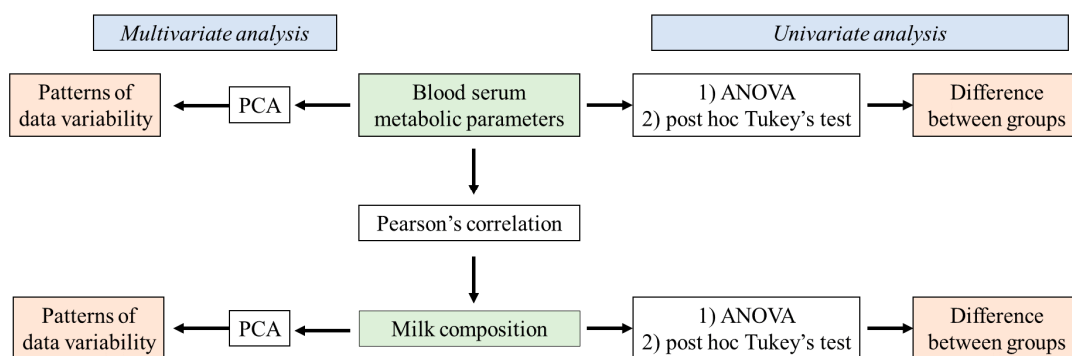 Multivariate analysis
Univariate analysis
Patterns of
data variability
PCA
Blood serum
metabolic parameters
1) ANOVA
2) post hoc Tukey’s test
Difference
between groups
Pearson’s correlation
Patterns of
data variability
PCA
Milk composition
1) ANOVA
2) post hoc Tukey’s test
Difference
between groups